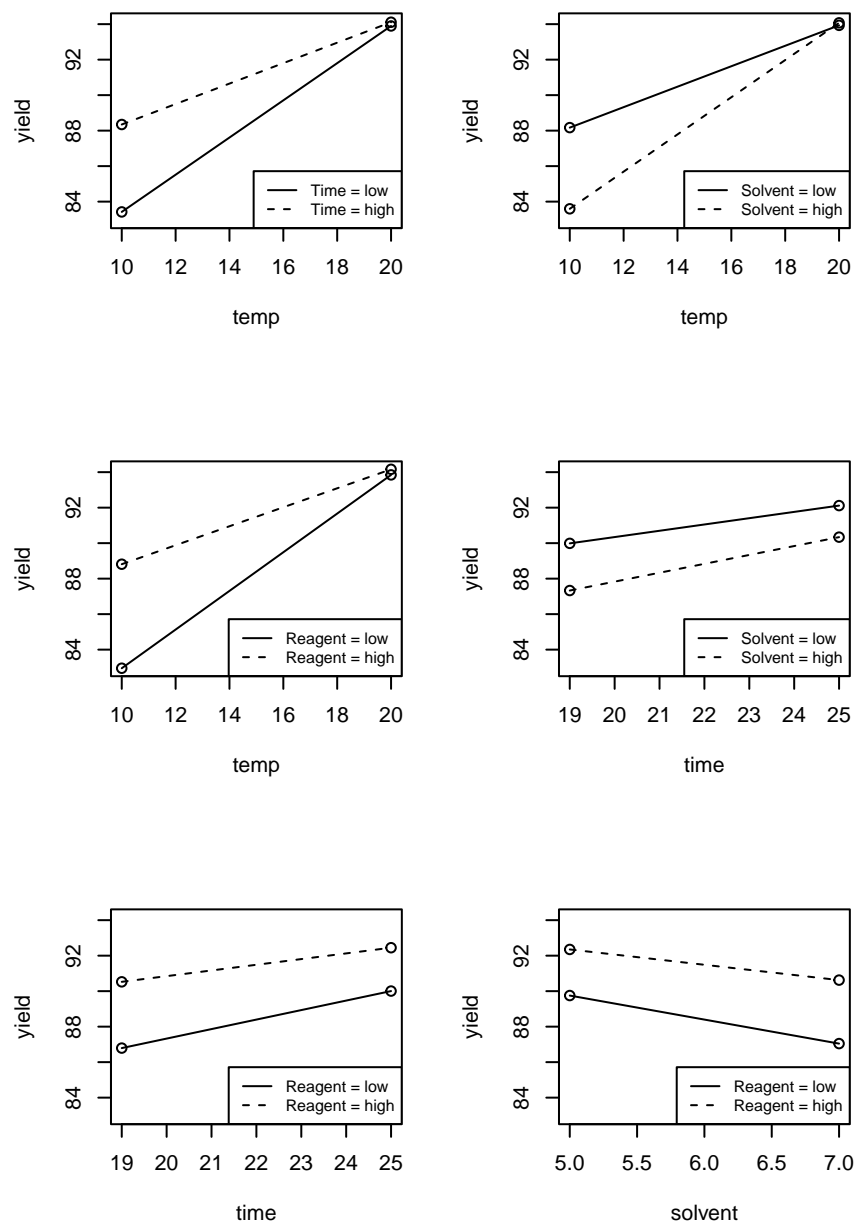 yield
92
88
84
Time = low
Time = high
10 12 14 16 18 20
temp
yield
92
88
84
Solvent = low
Solvent = high
10 12 14 16 18 20
temp
yield
92
88
84
Reagent = low
Reagent = high
10 12 14 16 18 20
temp
yield
92
88
84
Solvent = low
Solvent = high
19 20 21 22 23 24 25
time
yield
92
88
84
Reagent = low
Reagent = high
19 20 21 22 23 24 25
time
yield
92
88
84
Reagent = low
Reagent = high
5.0 5.5 6.0 6.5 7.0
solvent